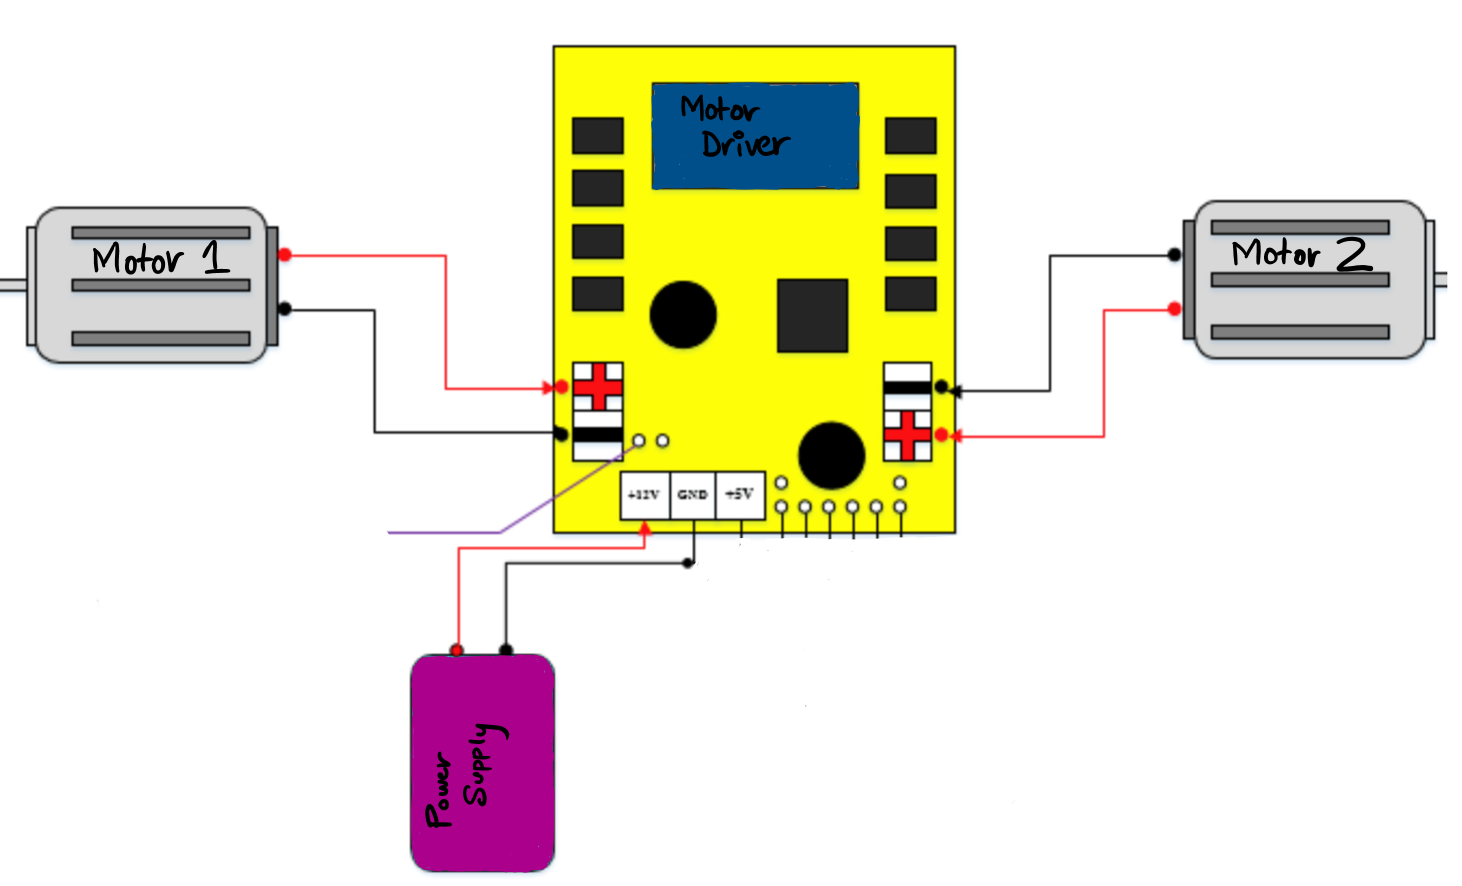 Motor
Driver
Motor 1
Motor 2
+12V GND +5V
Power
Supply